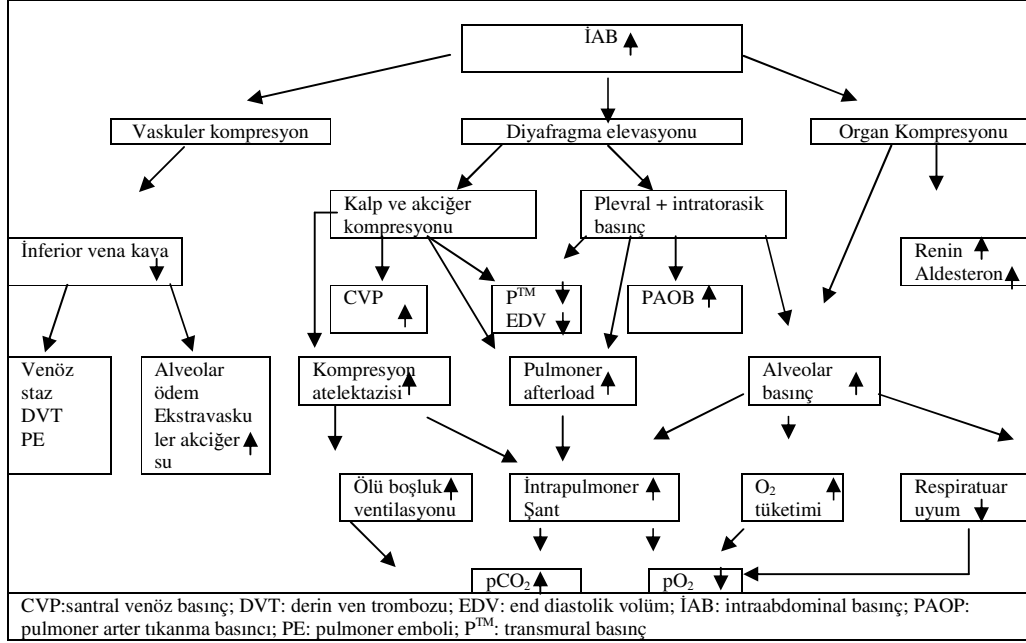 İAB
Vaskuler kompresyon
Diyafragma elevasyonu
Organ Kompresyonu
Kalp ve akciğer
kompresyonu
Plevral + intratorasik
basınç
İnferior vena kava
Renin
Aldesteron
CVP
P™
EDV
PAOB
Venöz
staz
DVT
PE
Alveolar
ödem
Ekstravasku
ler akciğer
su
Kompresyon
atelektazisi
Pulmoner
afterload
Alveolar
basınç
Ölü boşluk
ventilasyonu
İntrapulmoner
Şant
O₂
tüketimi
Respiratuar
uyum
pCO₂
pO₂
CVP:santral venöz basınç; DVT: derin ven trombozu; EDV: end diastolik volüm; İAB: intraabdominal basınç; PAOP:
pulmoner arter tıkanma basıncı; PE: pulmoner emboli; P™: transmural basınç